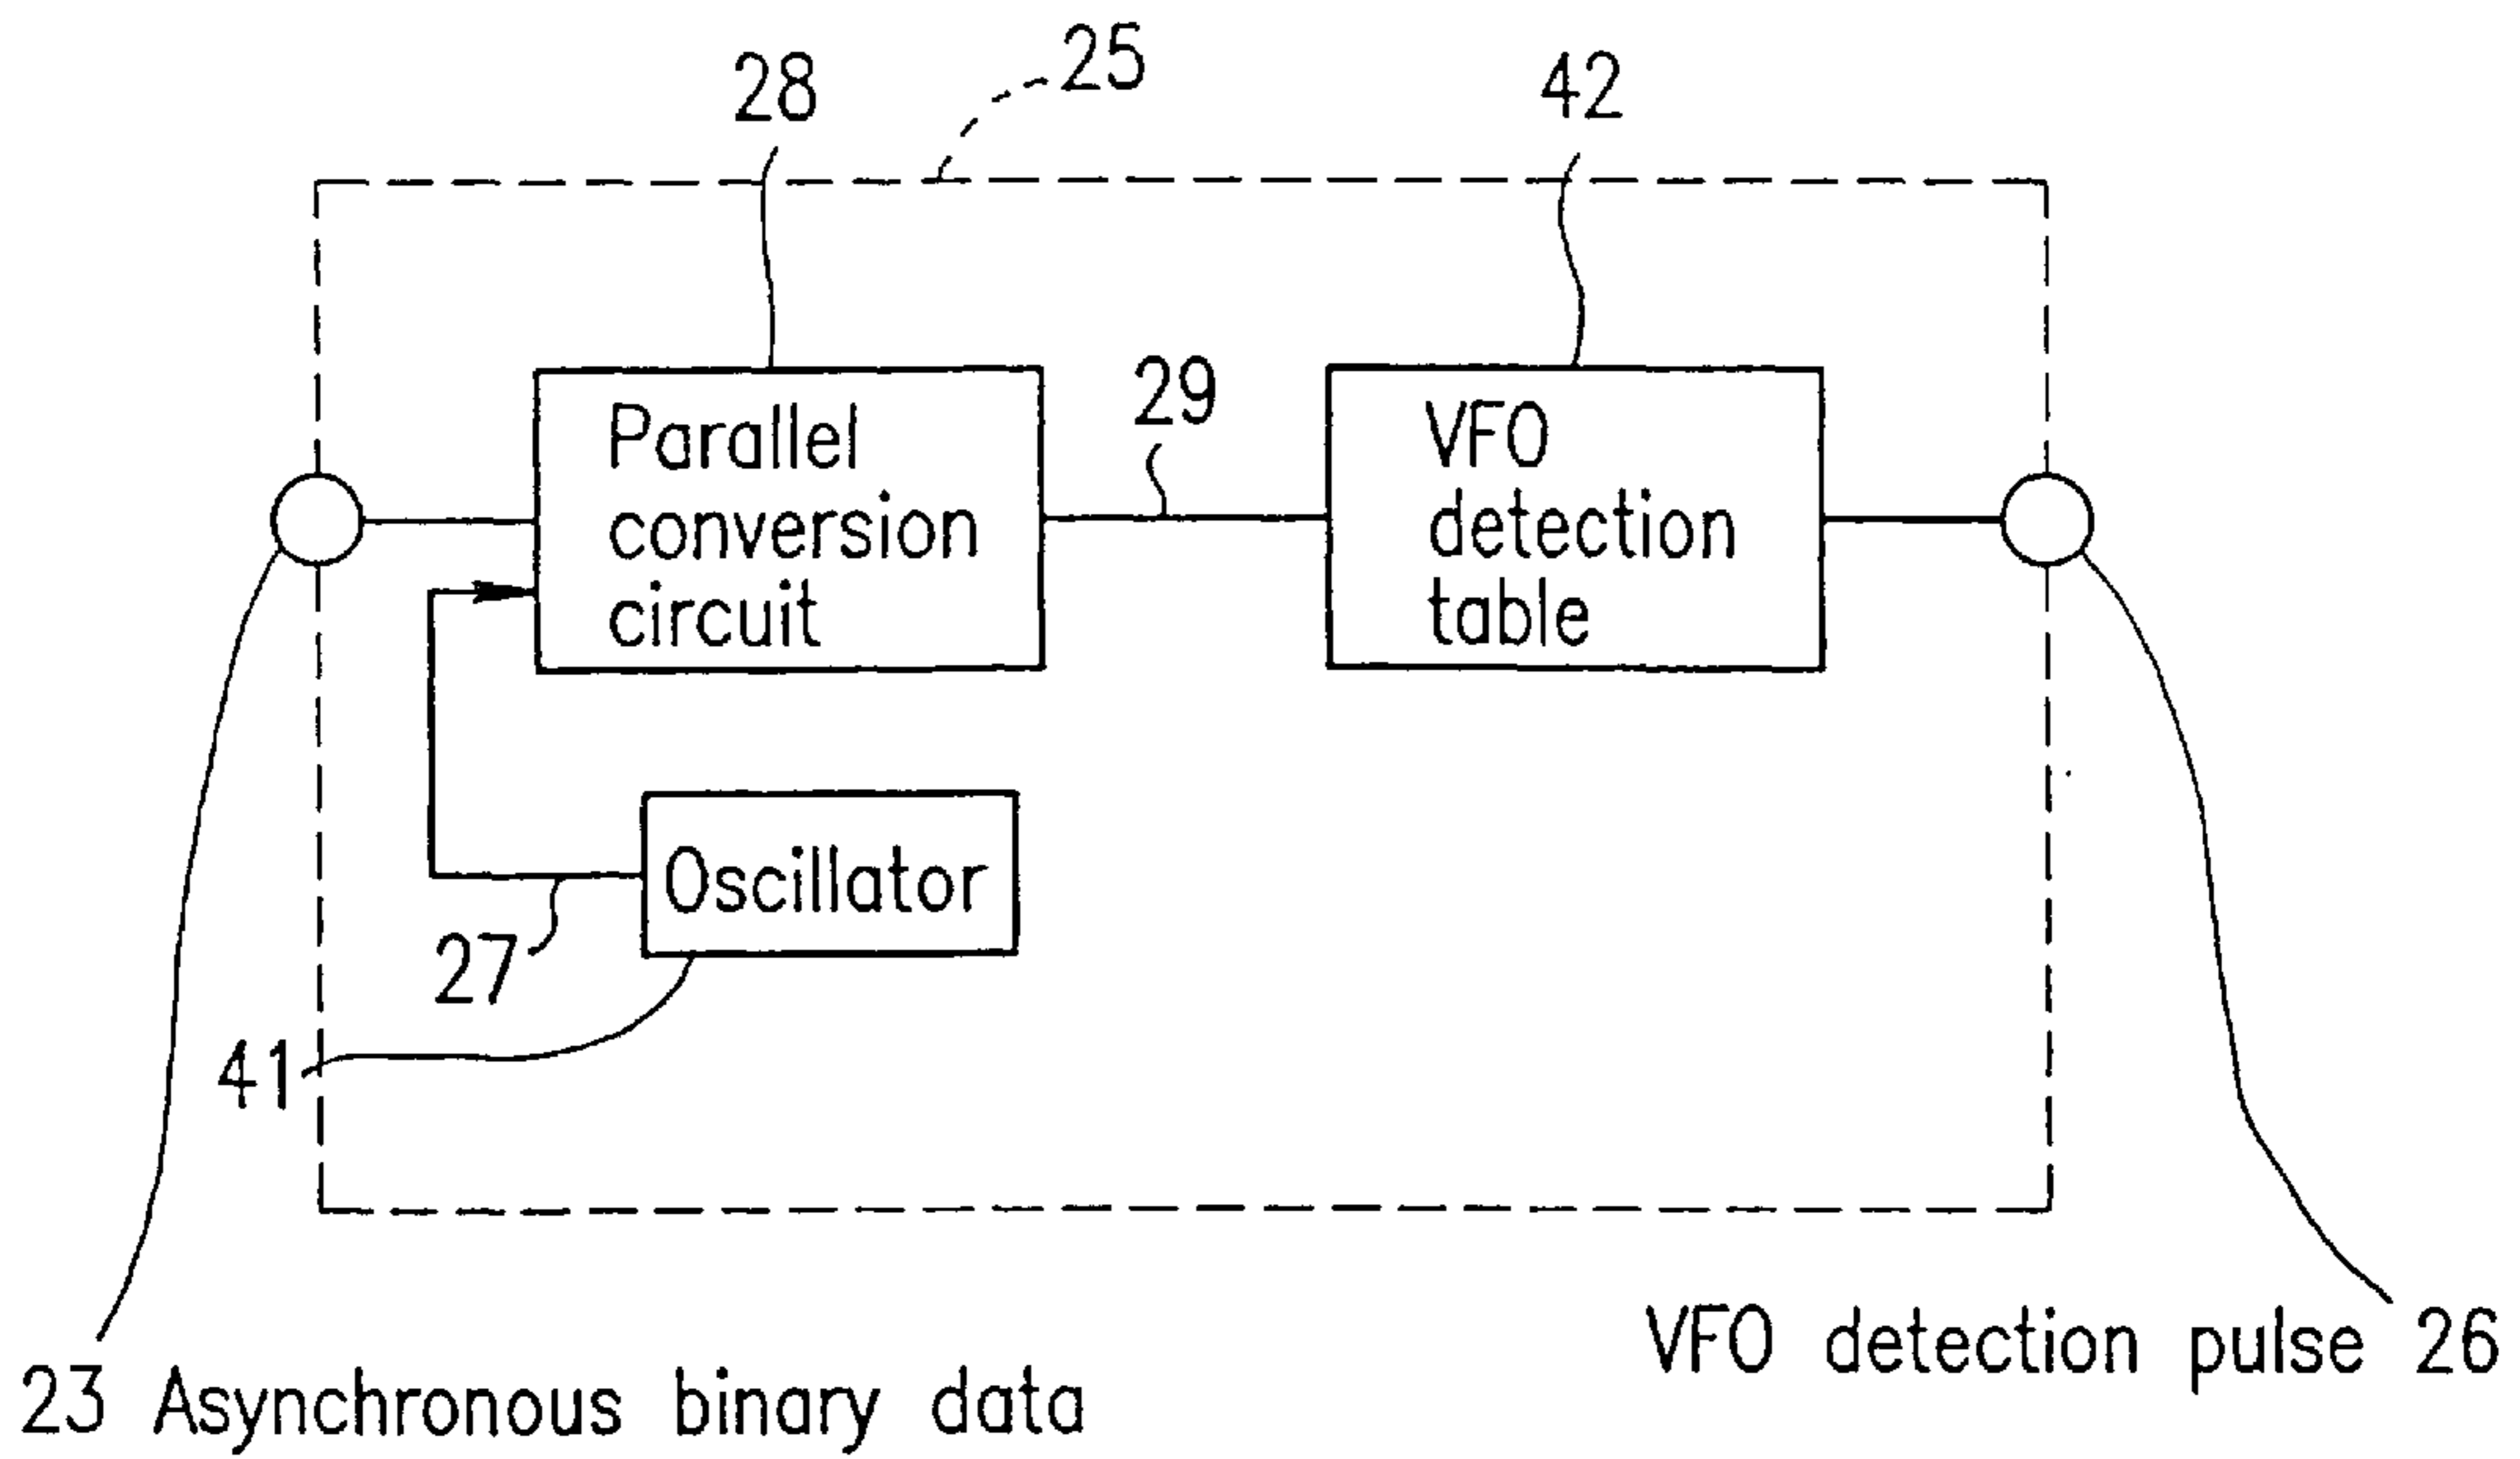 25
28
42
29
Parallel
conversion
circuit
VFO
detection
table
Oscillator
27
41
VFO detection pulse 26
23 Asynchronous binary data